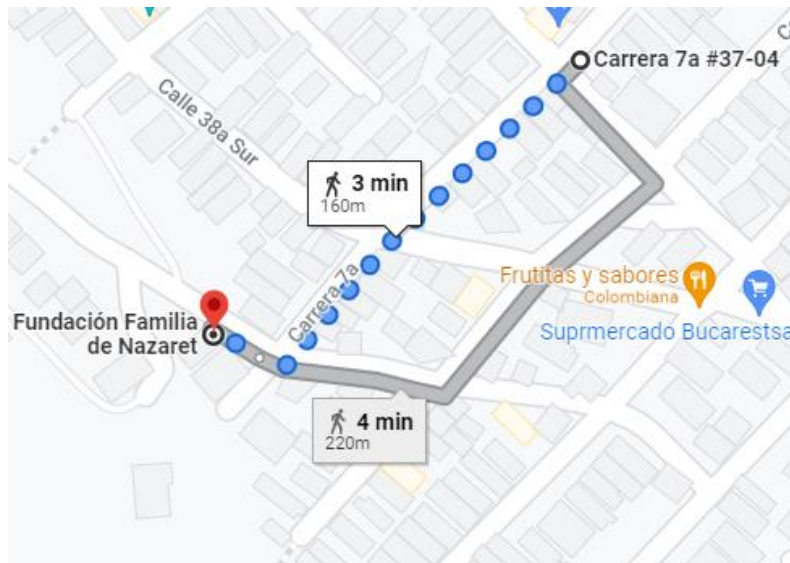 Carrera 7a #37-04
Calle 38a Sur
3 min
160m
Carrera 7a
Frutitas y sabores
Colombiana
Suprmercado Bucarestsa
Fundación Familia
de Nazaret
4 min
220m